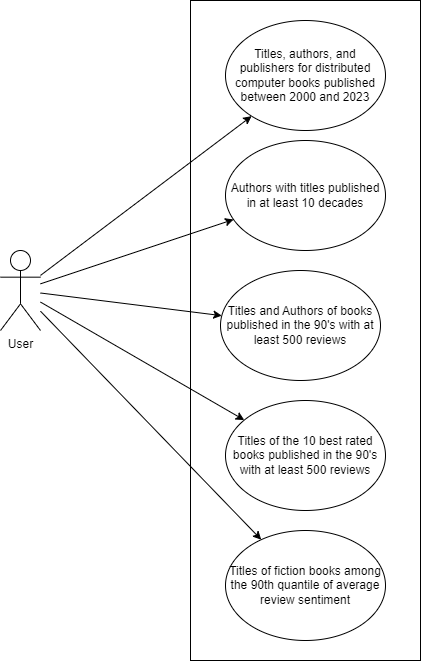 Titles, authors, and
publishers for distributed
computer books published
between 2000 and 2023
Authors with titles published
in at least 10 decades
Titles and Authors of books
published in the 90's with at
least 500 reviews
User
Titles of the 10 best rated
books published in the 90's
with at least 500 reviews
Titles of fiction books among
the 90th quantile of average
review sentiment